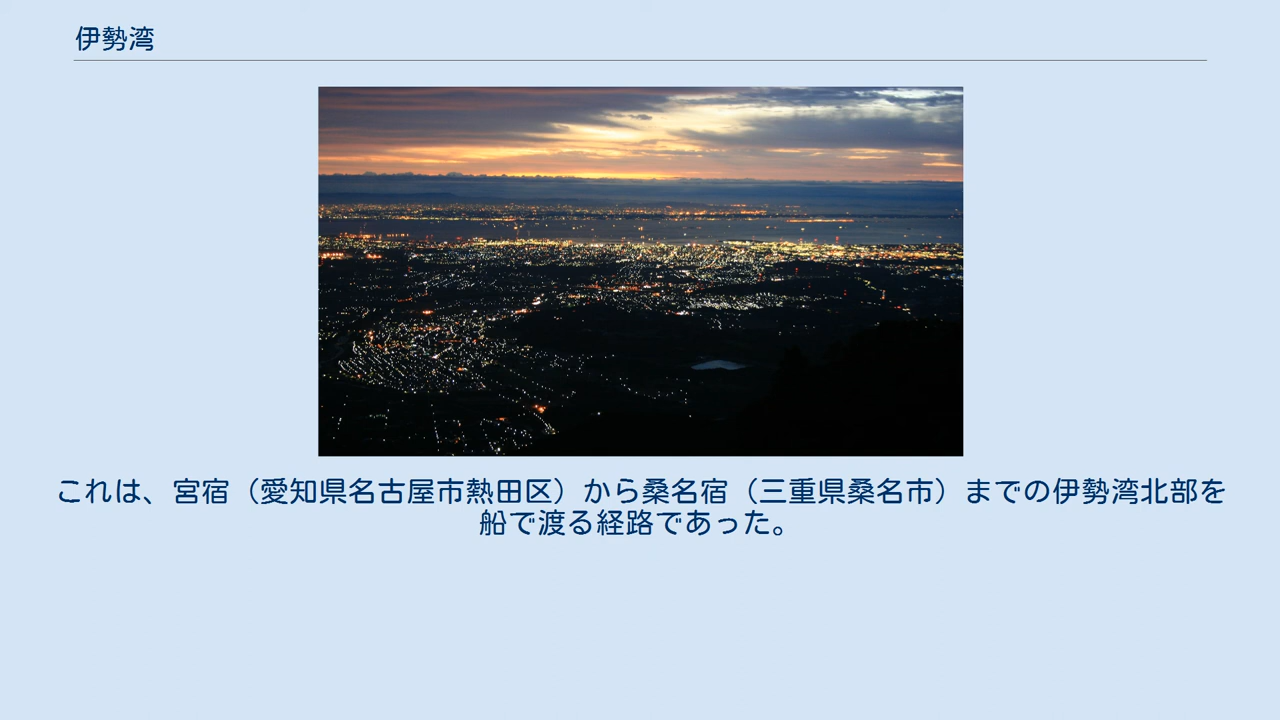 伊勢湾
これは、宮宿（愛知県名古屋市熱田区）から桑名宿（三重県桑名市）までの伊勢湾北部を
船で渡る経路であった。